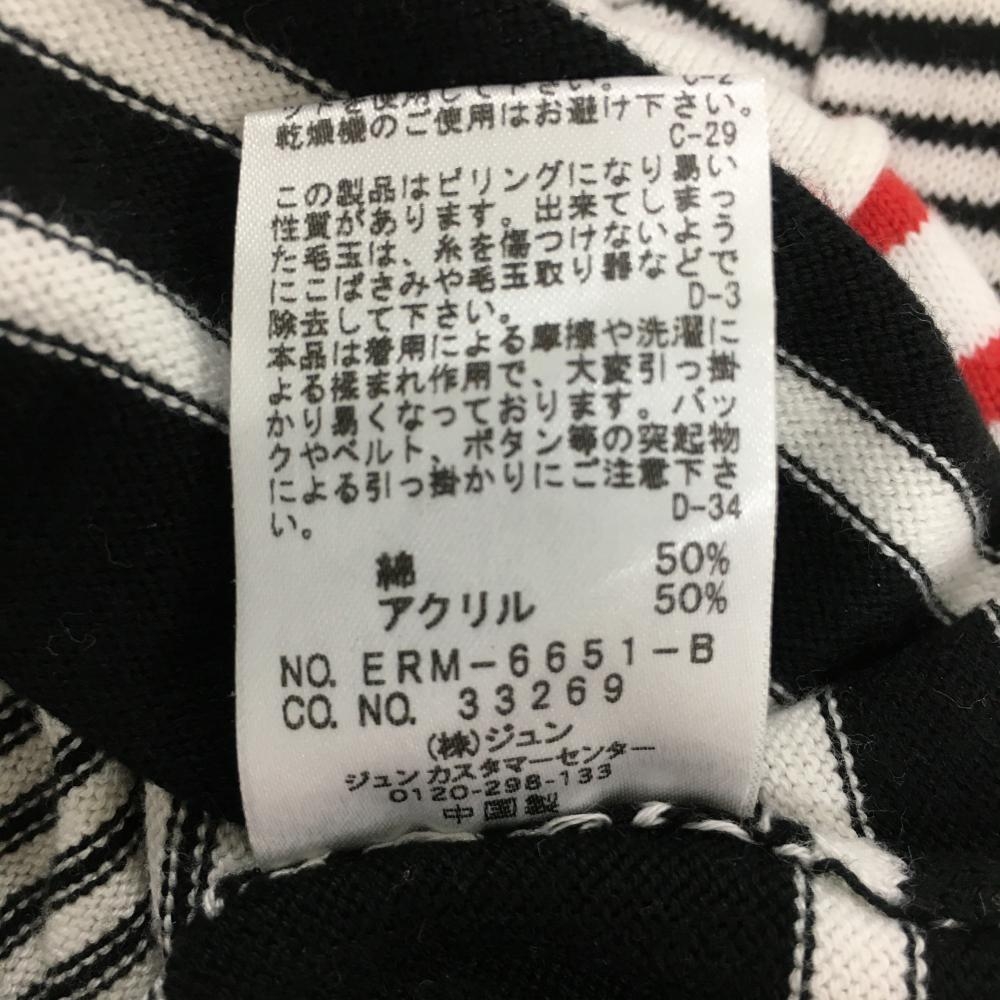 ットを使用して下さい。 C-2
乾燥機のご使用はお避け下さい。
C-29
この製品はピリングになり易い
性質があります。出来てしまっ
た毛玉は、糸を傷つけないよう
にこばさみや毛玉取り器などで
除去して下さい。 D-3
本品は着用による摩擦や洗濯に
よる揉まれ作用で、大変引っ掛
かり易くなっております。バッ
クやベルト、ボタン等の突起物
による引っ掛かりにご注意下さ
い。 D-34
綿 50%
アクリル 50%
NO. ERM-6651-B
CO. NO. 33269
(株)ジュン
ジュンカスタマーセンター
0120-298-133
中国製